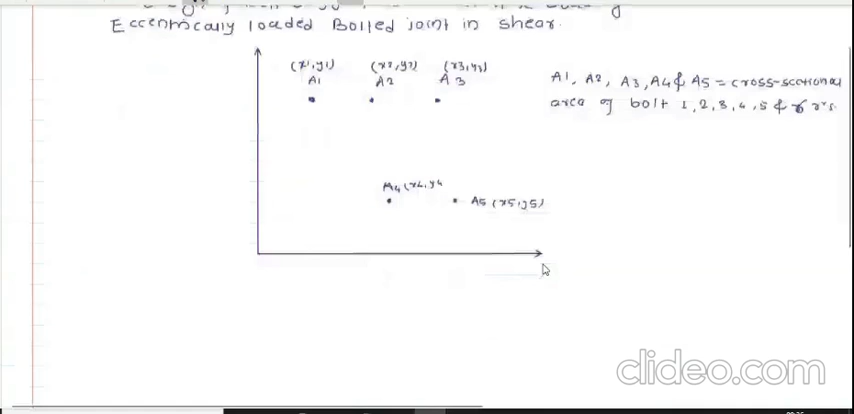 Eccentrically loaded Bolted joint in shear.
(x1,y1) (x2,y2) (x3,y3)
A1 A2 A3
A1, A2, A3, A4 & A5 = cross-sectional
area of bolt 1,2,3,4,5 &
A4 (x4,y4
A5 (x5,y5)
clideo.com